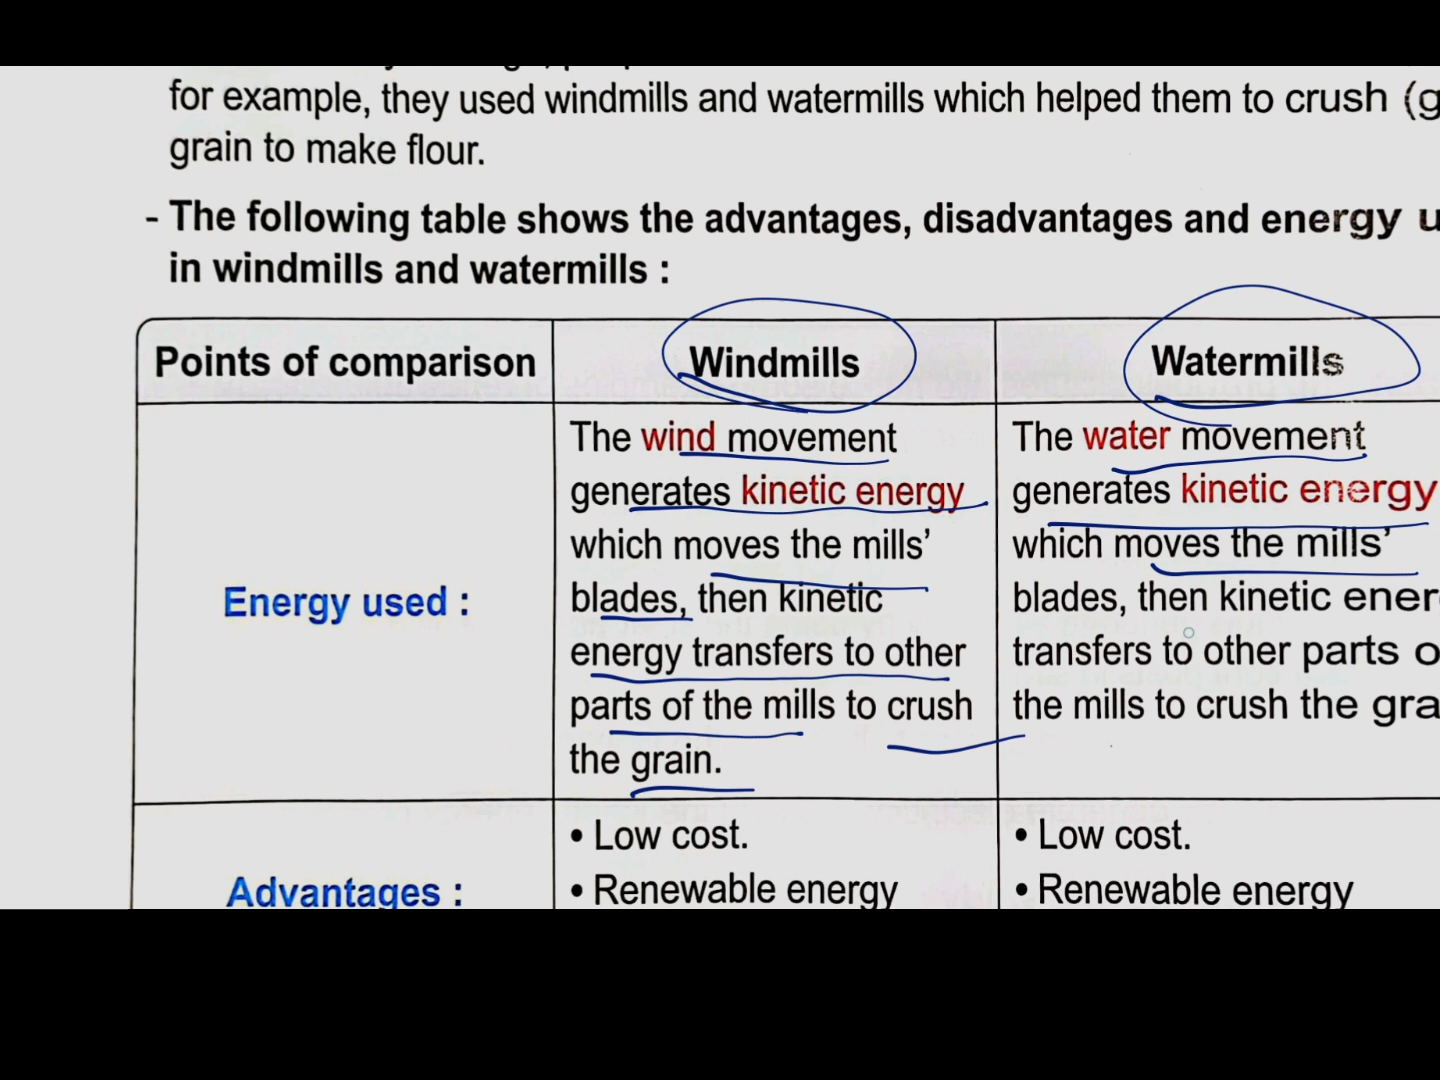 for example, they used windmills and watermills which helped them to crush
grain to make flour.
- The following table shows the advantages, disadvantages and energy
in windmills and watermills :
Points of comparison
Windmills
Watermills
Energy used :
The wind movement
generates kinetic energy
which moves the mills'
blades, then kinetic
energy transfers to other
parts of the mills to crush
the grain.
The water movement
generates kinetic energy
which moves the mills'
blades, then kinetic
transfers to other parts
the mills to crush the
Advantages :
• Low cost.
• Renewable energy
• Low cost.
• Renewable energy